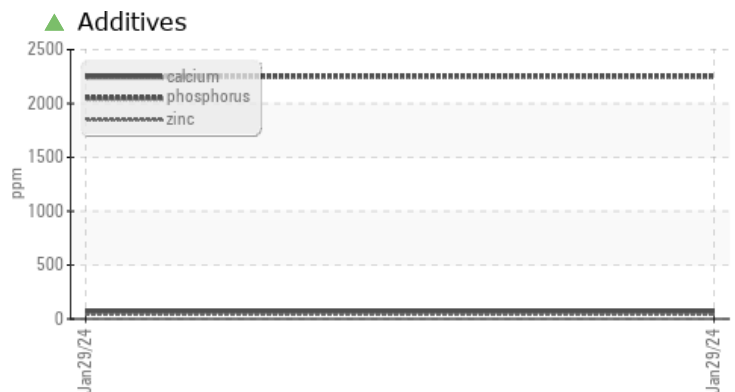 Additives
2500
2000
1500
1000
500
0
ppm
calcium
phosphorus
zinc
Jan29/24
Jan29/24